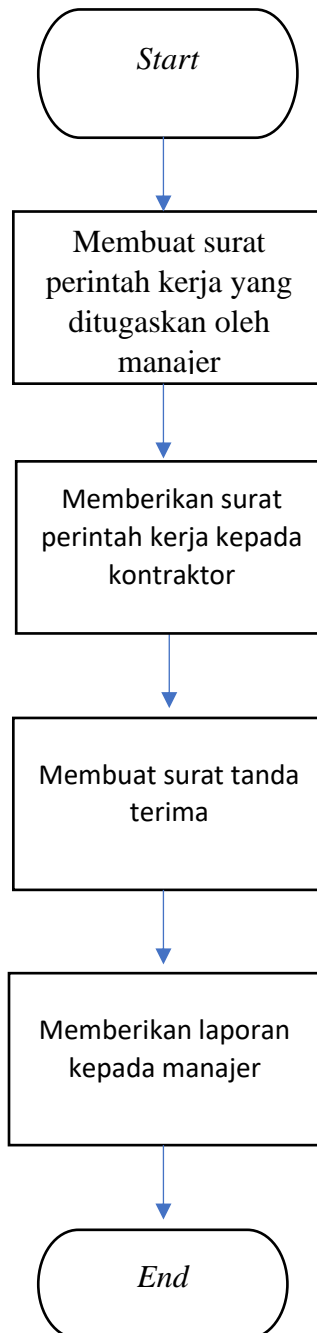 Start
Membuat surat
perintah kerja yang
ditugaskan oleh
manajer
Memberikan surat
perintah kerja kepada
kontraktor
Membuat surat tanda
terima
Memberikan laporan
kepada manajer
End